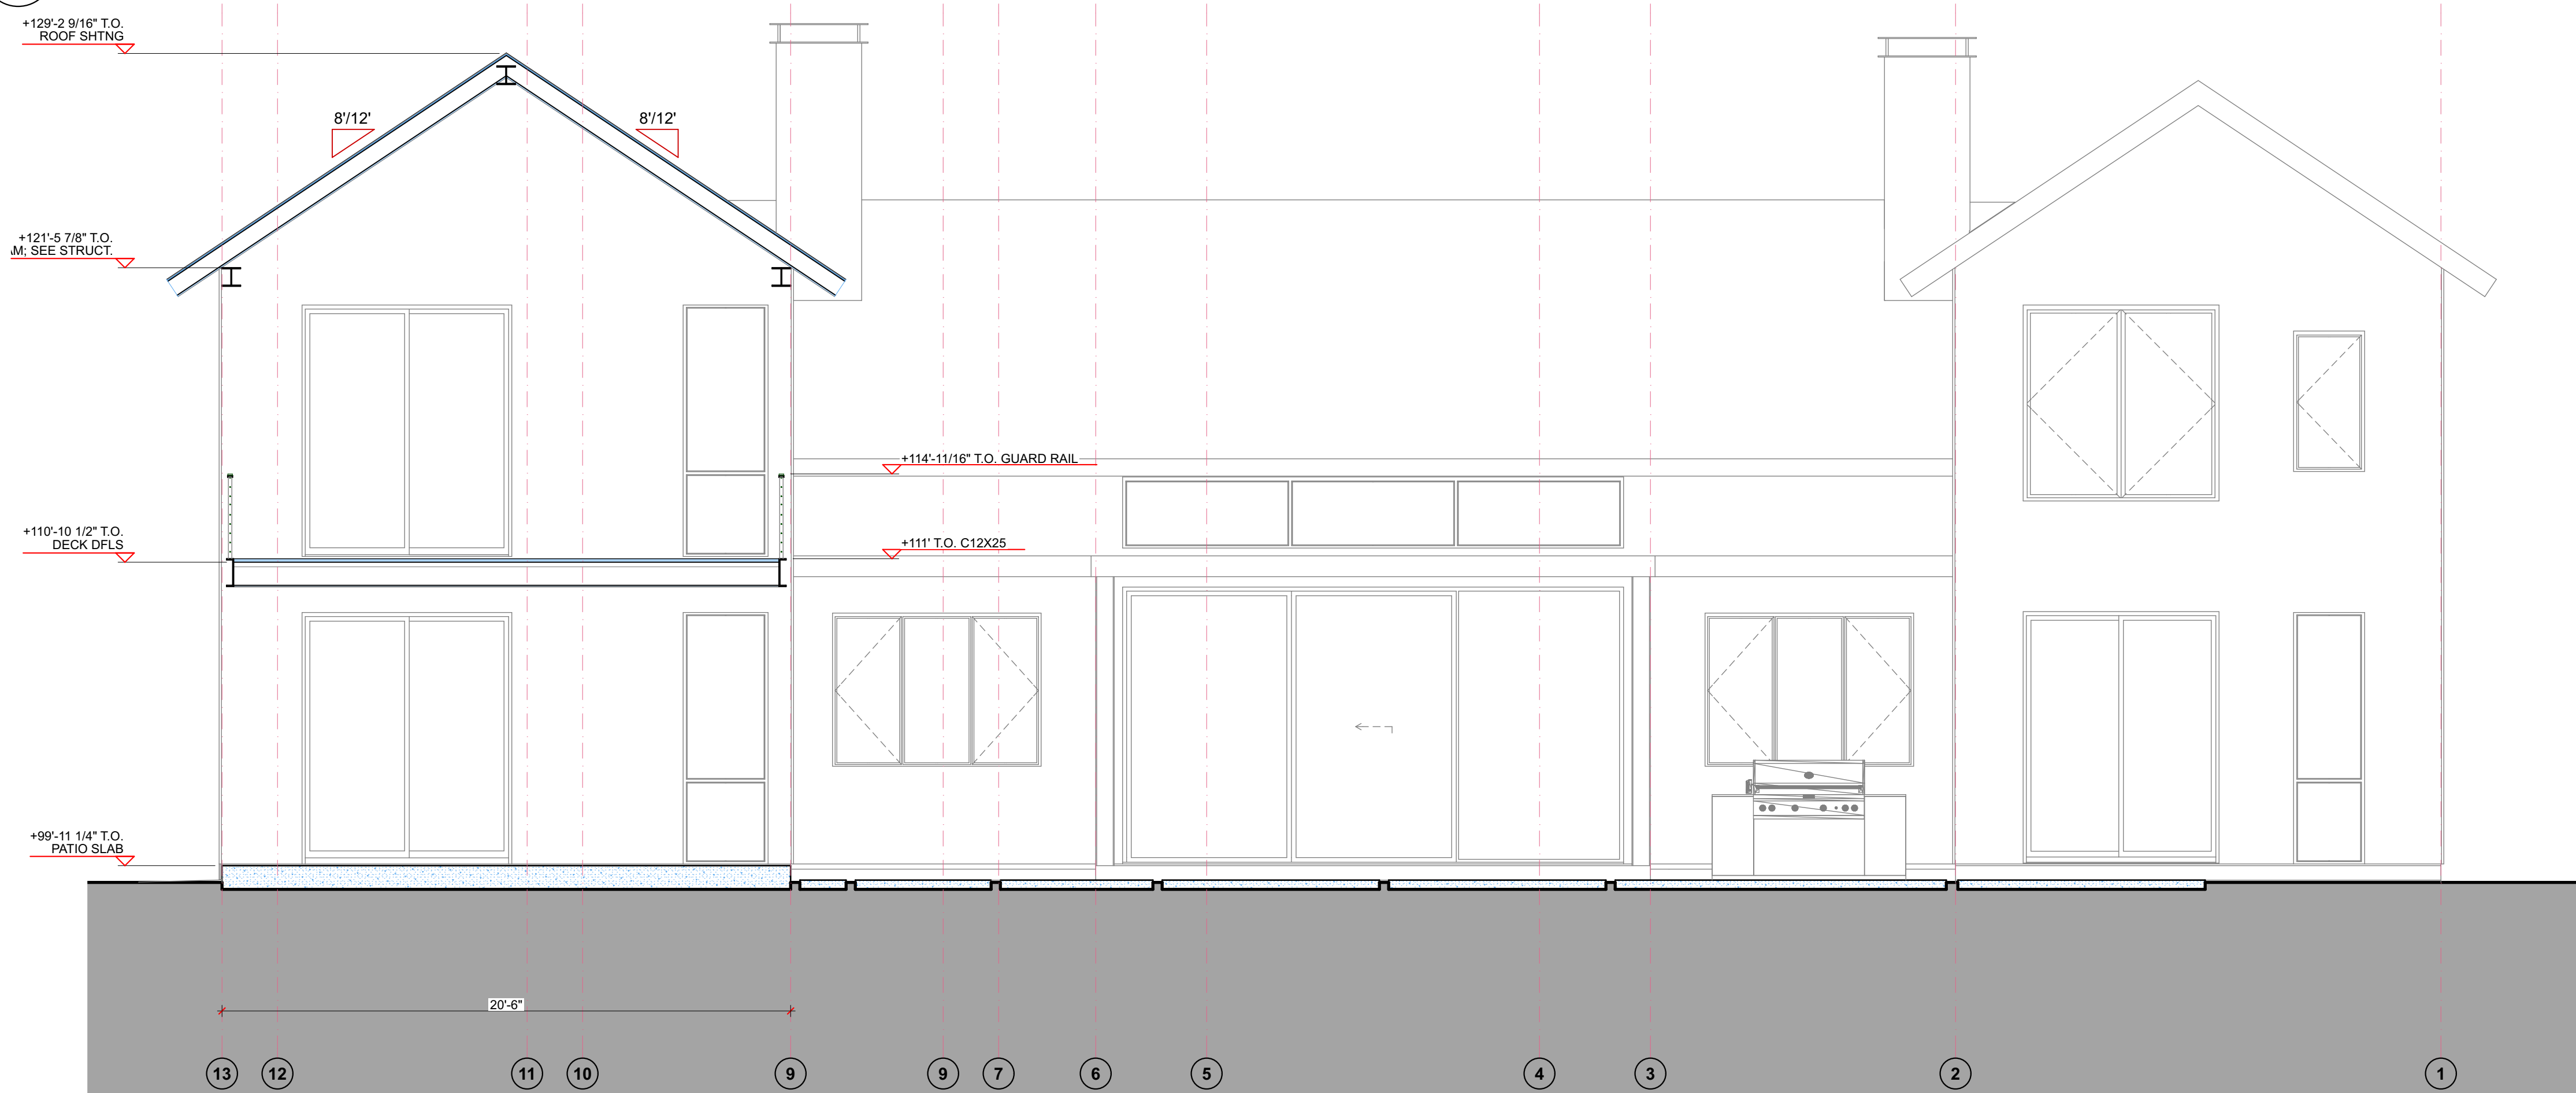 +129'-2 9/16" T.O.
ROOF SHTNG
8'/12'
8'/12'
+121'-5 7/8" T.O.
; SEE STRUCT.
+114'-11/16" T.O. GUARD RAIL
+110'-10 1/2" T.O.
DECK DFLS
+111' T.O. C12X25
+99'-11 1/4" T.O.
PATIO SLAB
20'-6"
13 12 11 10 9 9 7 6 5 4 3 2 1